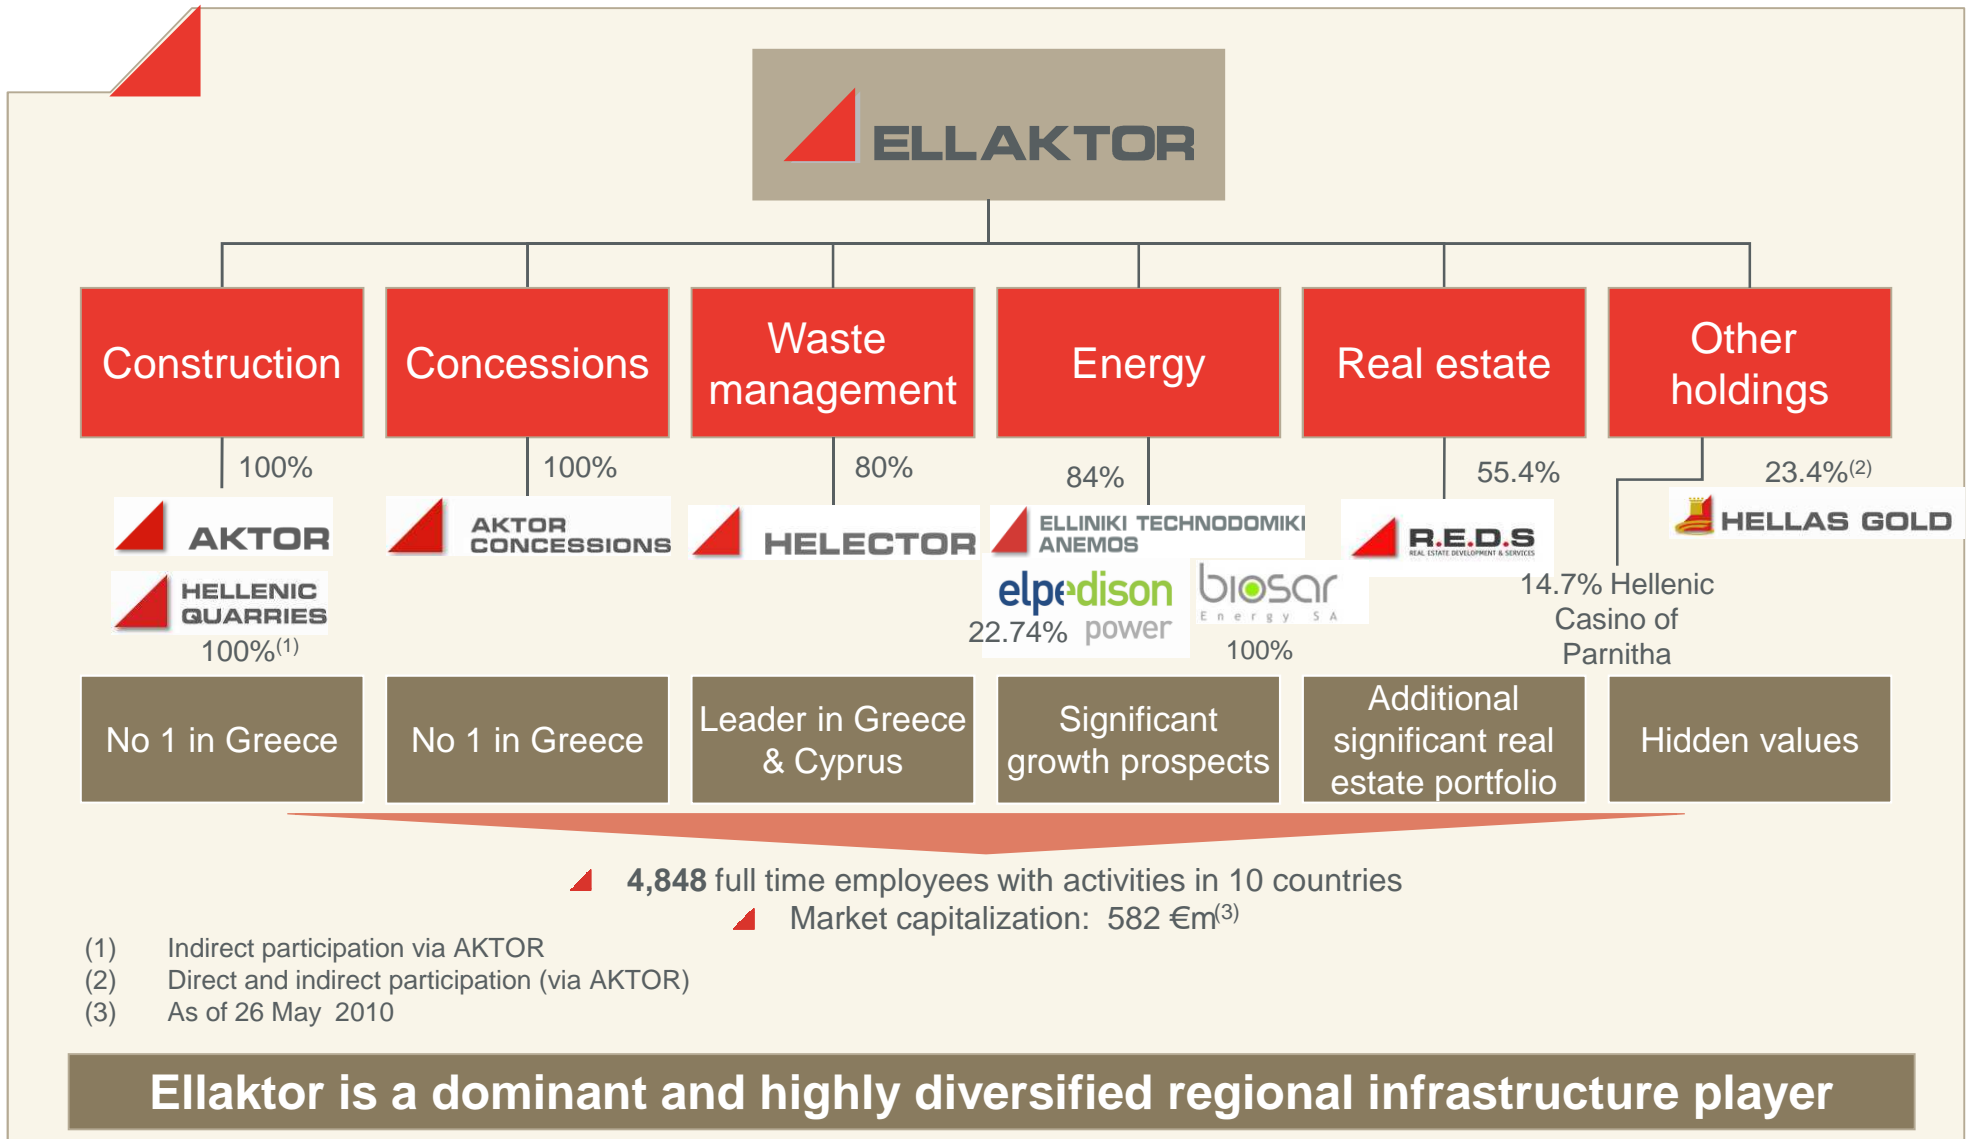 ELLAKTOR
Construction
Concessions
Waste
management
Energy
Real estate
Other
holdings
100%
100%
80%
84%
55.4%
23.4%(2)
AKTOR
HELLENIC
QUARRIES
100%(1)
AKTOR
CONCESSIONS
HELECTOR
ELLINIKI TECHNODOMIKI
ANEMOS
elpedison
power
22.74%
biosar
Energy SA
100%
R.E.D.S
REAL ESTATE DEVELOPMENT & SERVICES
HELLAS GOLD
14.7% Hellenic
Casino of
Parnitha
No 1 in Greece
No 1 in Greece
Leader in Greece
& Cyprus
Significant
growth prospects
Additional
significant real
estate portfolio
Hidden values
4,848 full time employees with activities in 10 countries
Market capitalization: 582 €m(3)
(1) Indirect participation via AKTOR
(2) Direct and indirect participation (via AKTOR)
(3) As of 26 May 2010
Ellaktor is a dominant and highly diversified regional infrastructure player